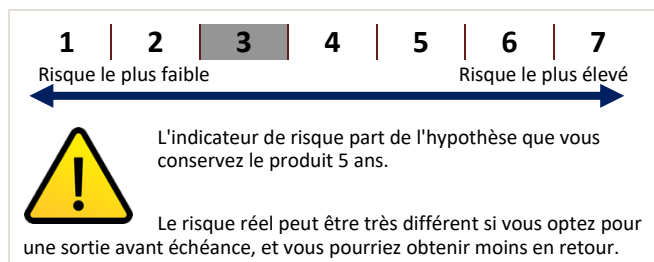 1 2 3 4 5 6 7
Risque le plus faible Risque le plus élevé
L'indicateur de risque part de l'hypothèse que vous
conservez le produit 5 ans.
Le risque réel peut être très différent si vous optez pour
une sortie avant échéance, et vous pourriez obtenir moins en retour.